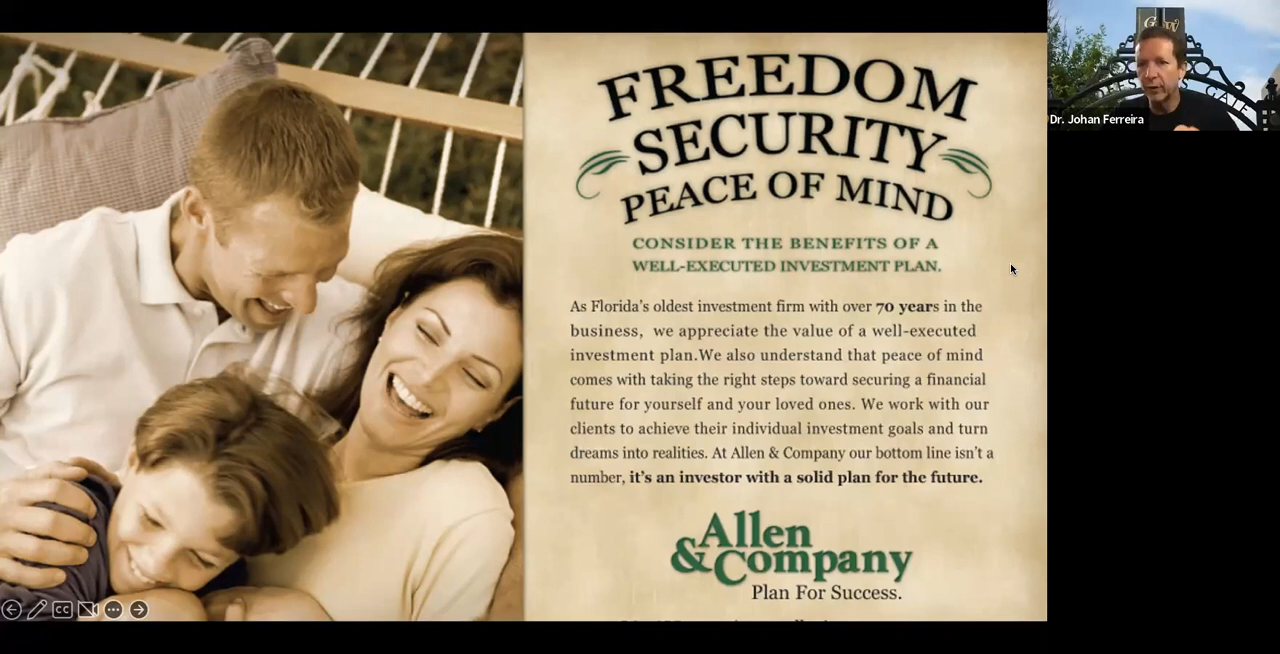 FREEDOM
SECURITY
PEACE OF MIND
CONSIDER THE BENEFITS OF A
WELL-EXECUTED INVESTMENT PLAN.
As Florida's oldest investment firm with over 70 years in the
business, we appreciate the value of a well-executed
investment plan.We also understand that peace of mind
comes with taking the right steps toward securing a financial
future for yourself and your loved ones. We work with our
clients to achieve their individual investment goals and turn
dreams into realities. At Allen & Company our bottom line isn't a
number, it's an investor with a solid plan for the future.
Allen
&Company
Plan For Success.
CC
Dr. Johan Ferreira